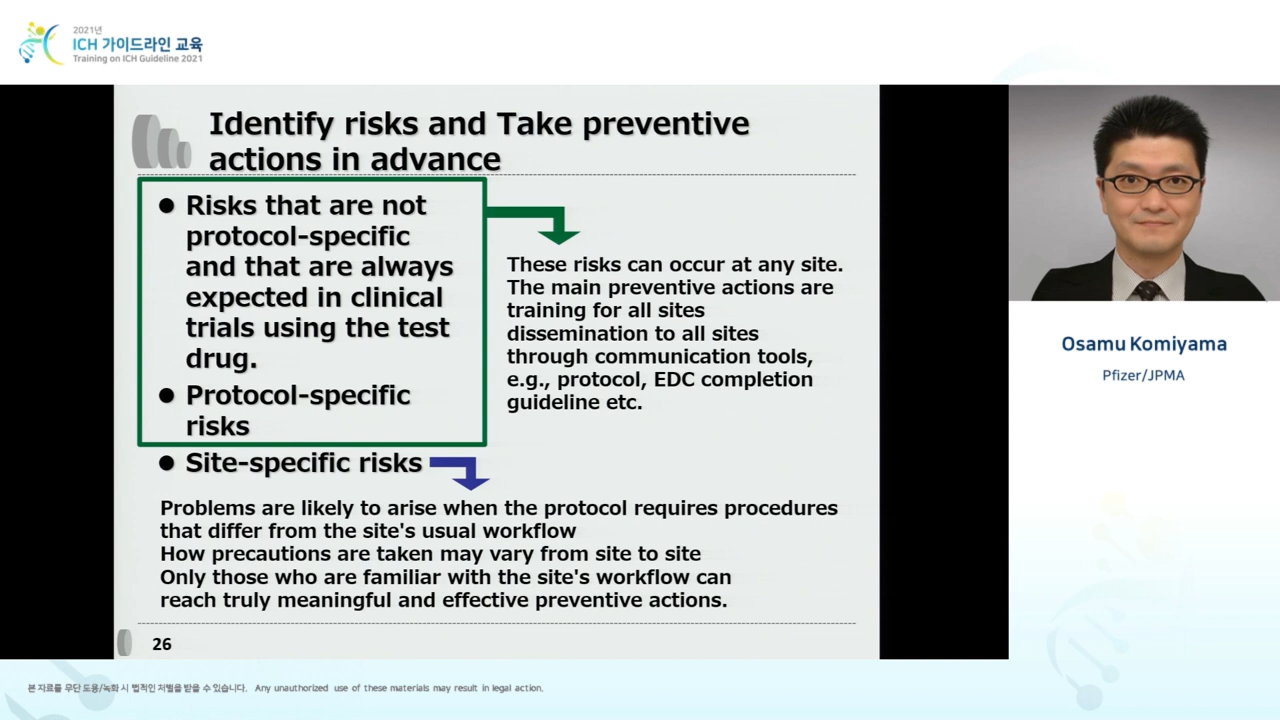 2021년
ICH 가이드라인 교육
Training on ICH Guideline 2021
Identify risks and Take preventive
actions in advance
● Risks that are not
protocol-specific
and that are always
expected in clinical
trials using the test
drug.
● Protocol-specific
risks
These risks can occur at any site.
The main preventive actions are
training for all sites
dissemination to all sites
through communication tools,
e.g., protocol, EDC completion
guideline etc.
● Site-specific risks
Problems are likely to arise when the protocol requires procedures
that differ from the site's usual workflow
How precautions are taken may vary from site to site
Only those who are familiar with the site's workflow can
reach truly meaningful and effective preventive actions.
26
Osamu Komiyama
Pfizer/JPMA
본 자료를 무단 도용/녹화 시 법적인 처벌을 받을 수 있습니다. Any unauthorized use of these materials may result in legal action.